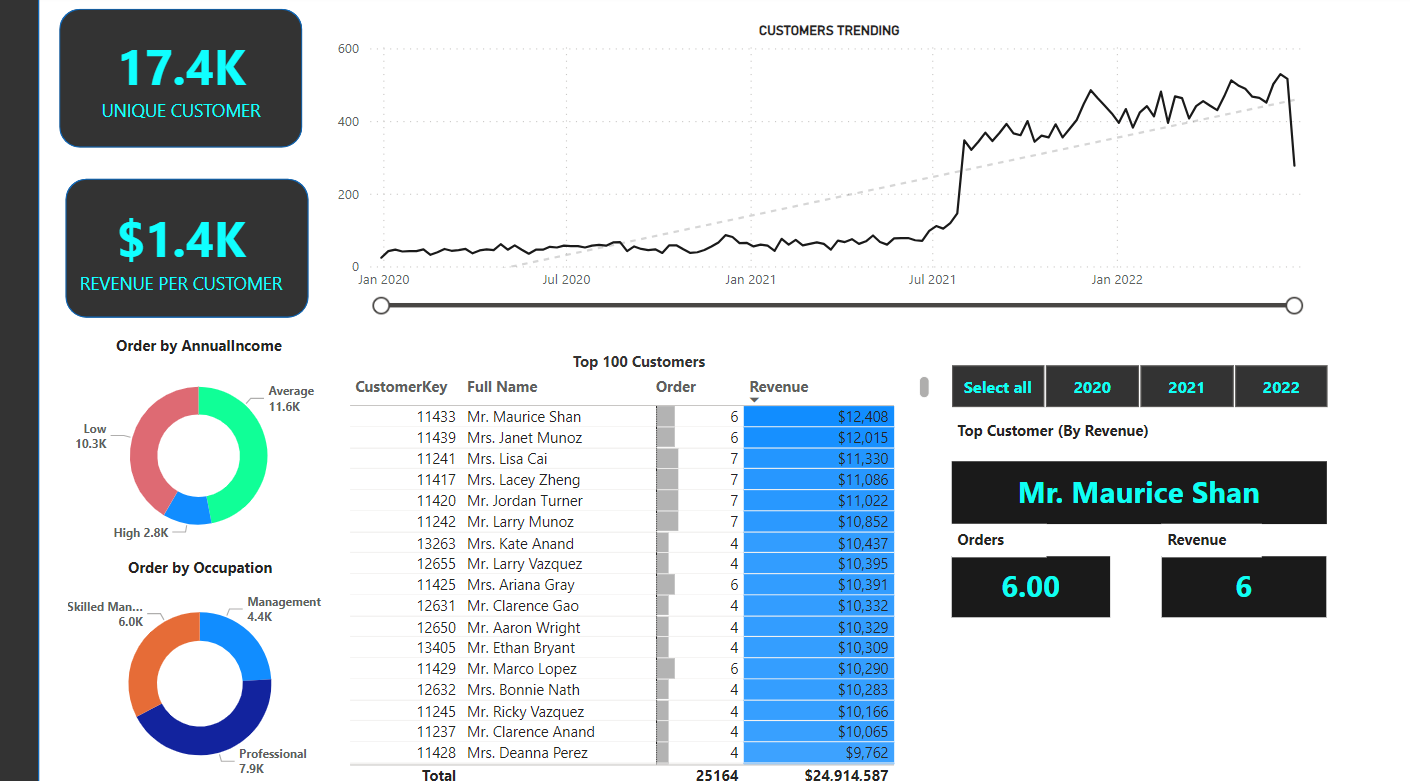 17.4K
UNIQUE CUSTOMER
$1.4K
REVENUE PER CUSTOMER
CUSTOMERS TRENDING
600
400
200
0
Jan 2020 Jul 2020 Jan 2021 Jul 2021 Jan 2022
Order by AnnualIncome
Average
11.6K
Low
10.3K
High 2.8K
Order by Occupation
Skilled Man...
6.0K
Management
4.4K
Professional
7.9K
Top 100 Customers
CustomerKey Full Name Order Revenue
11433 Mr. Maurice Shan 6 $12,408
11439 Mrs. Janet Munoz 6 $12,015
11241 Mrs. Lisa Cai 7 $11,330
11417 Mrs. Lacey Zheng 7 $11,086
11420 Mr. Jordan Turner 7 $11,022
11242 Mr. Larry Munoz 7 $10,852
13263 Mrs. Kate Anand 4 $10,437
12655 Mr. Larry Vazquez 4 $10,395
11425 Mrs. Ariana Gray 6 $10,391
12631 Mr. Clarence Gao 4 $10,332
12650 Mr. Aaron Wright 4 $10,329
13405 Mr. Ethan Bryant 4 $10,309
11429 Mr. Marco Lopez 6 $10,290
12632 Mrs. Bonnie Nath 4 $10,283
11245 Mr. Ricky Vazquez 4 $10,166
11237 Mr. Clarence Anand 4 $10,065
11428 Mrs. Deanna Perez 4 $9,762
Total 25164 $24,914,587
Select all 2020 2021 2022
Top Customer (By Revenue)
Mr. Maurice Shan
Orders
6.00
Revenue
6